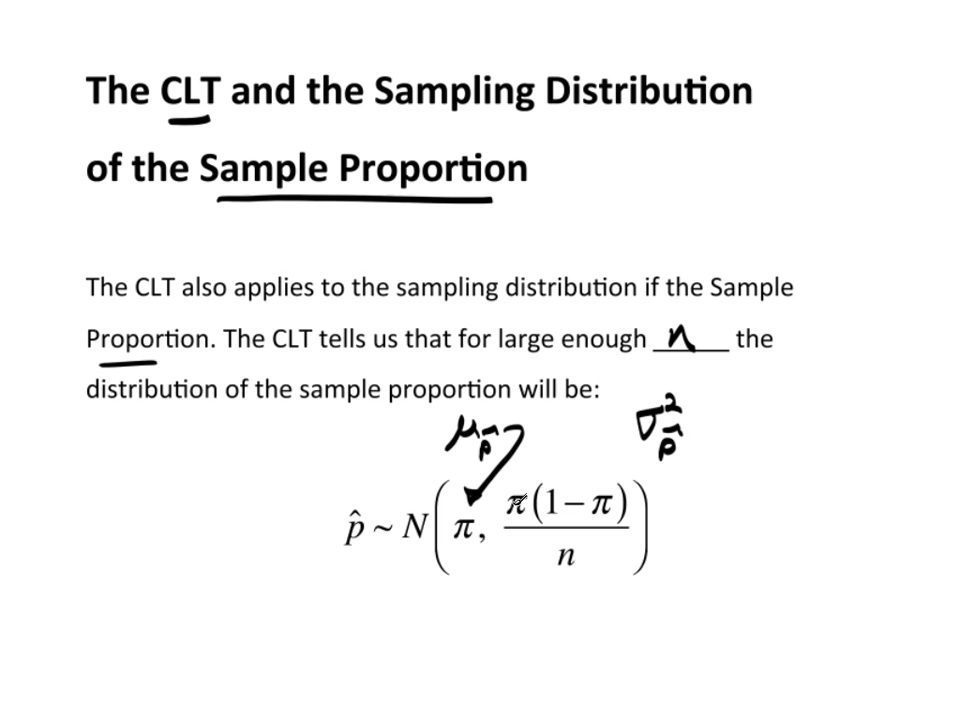 The CLT and the Sampling Distribution
of the Sample Proportion
The CLT also applies to the sampling distribution if the Sample
Proportion. The CLT tells us that for large enough n the
distribution of the sample proportion will be:
μ_p̂ σ²_p̂
p̂ ~ N(π, π(1−π)/n)